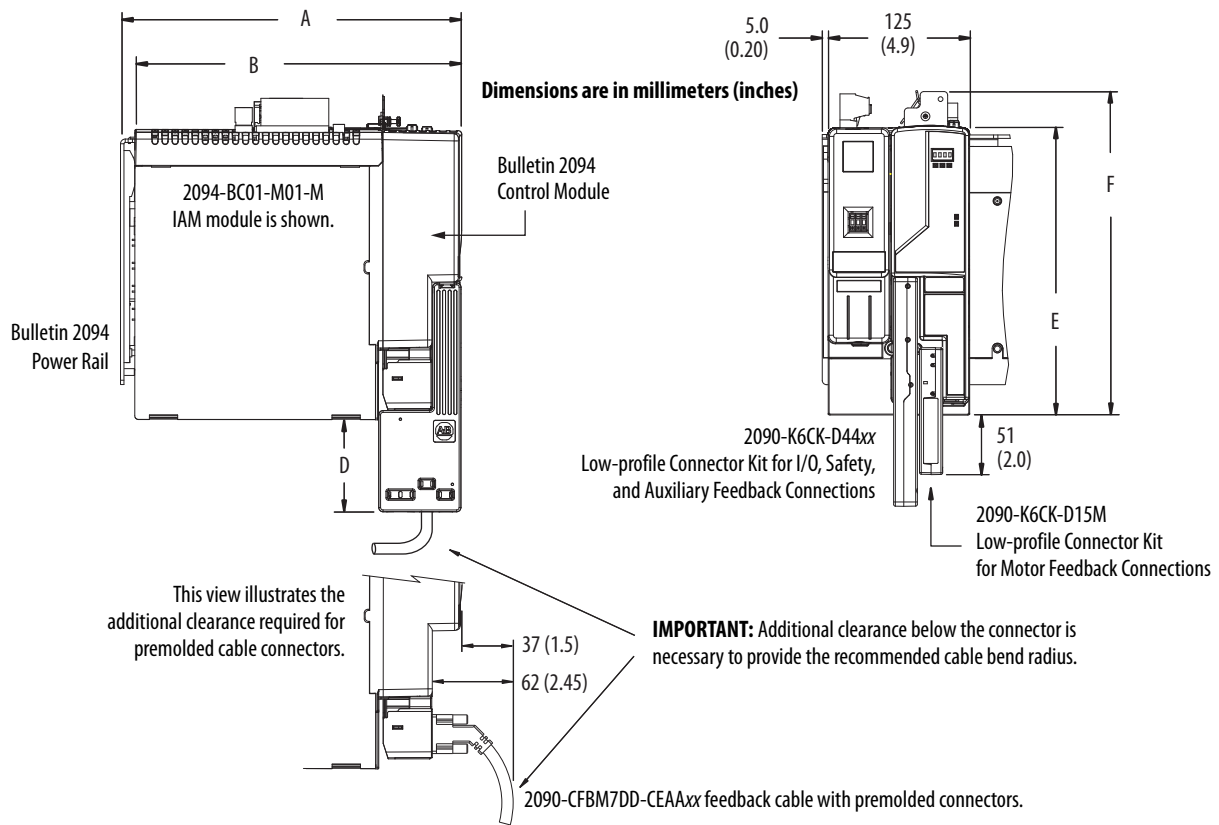 A
B
5.0
(0.20)
125
(4.9)
Dimensions are in millimeters (inches)
2094-BC01-M01-M
IAM module is shown.
Bulletin 2094
Control Module
F
E
Bulletin 2094
Power Rail
D
AB
2090-K6CK-D44xx
Low-profile Connector Kit for I/O, Safety,
and Auxiliary Feedback Connections
51
(2.0)
2090-K6CK-D15M
Low-profile Connector Kit
for Motor Feedback Connections
This view illustrates the
additional clearance required for
premolded cable connectors.
IMPORTANT: Additional clearance below the connector is
necessary to provide the recommended cable bend radius.
37 (1.5)
62 (2.45)
2090-CFBM7DD-CEAAxx feedback cable with premolded connectors.